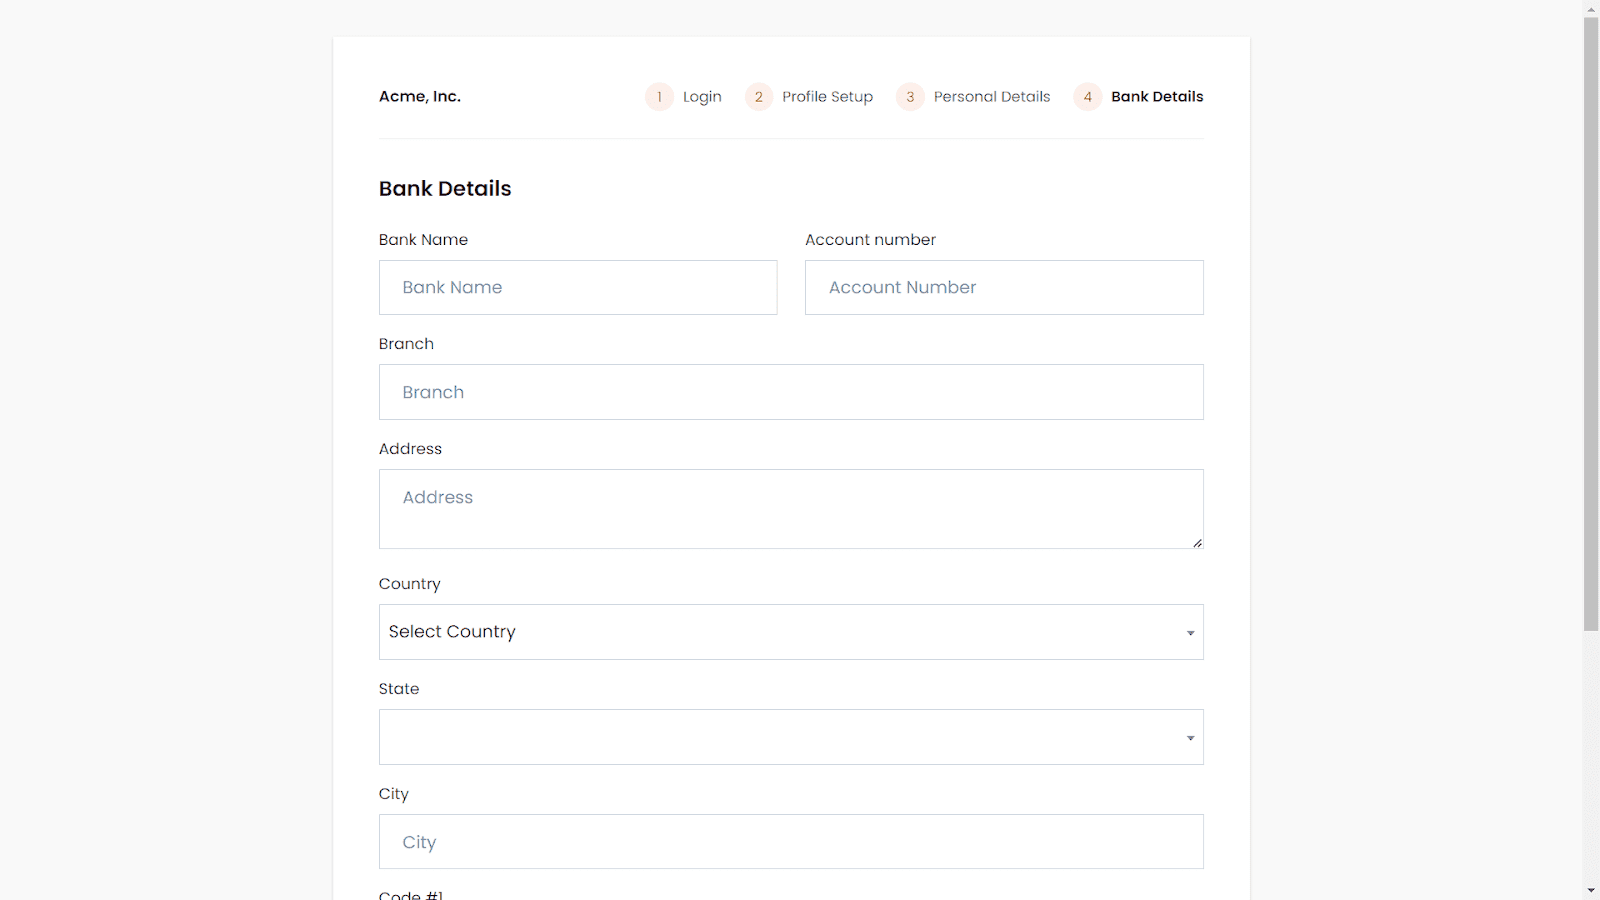 Acme, Inc.
1 Login 2 Profile Setup 3 Personal Details 4 Bank Details
Bank Details
Bank Name Account number
Bank Name Account Number
Branch
Branch
Address
Address
Country
Select Country
State
City
City
Code #1